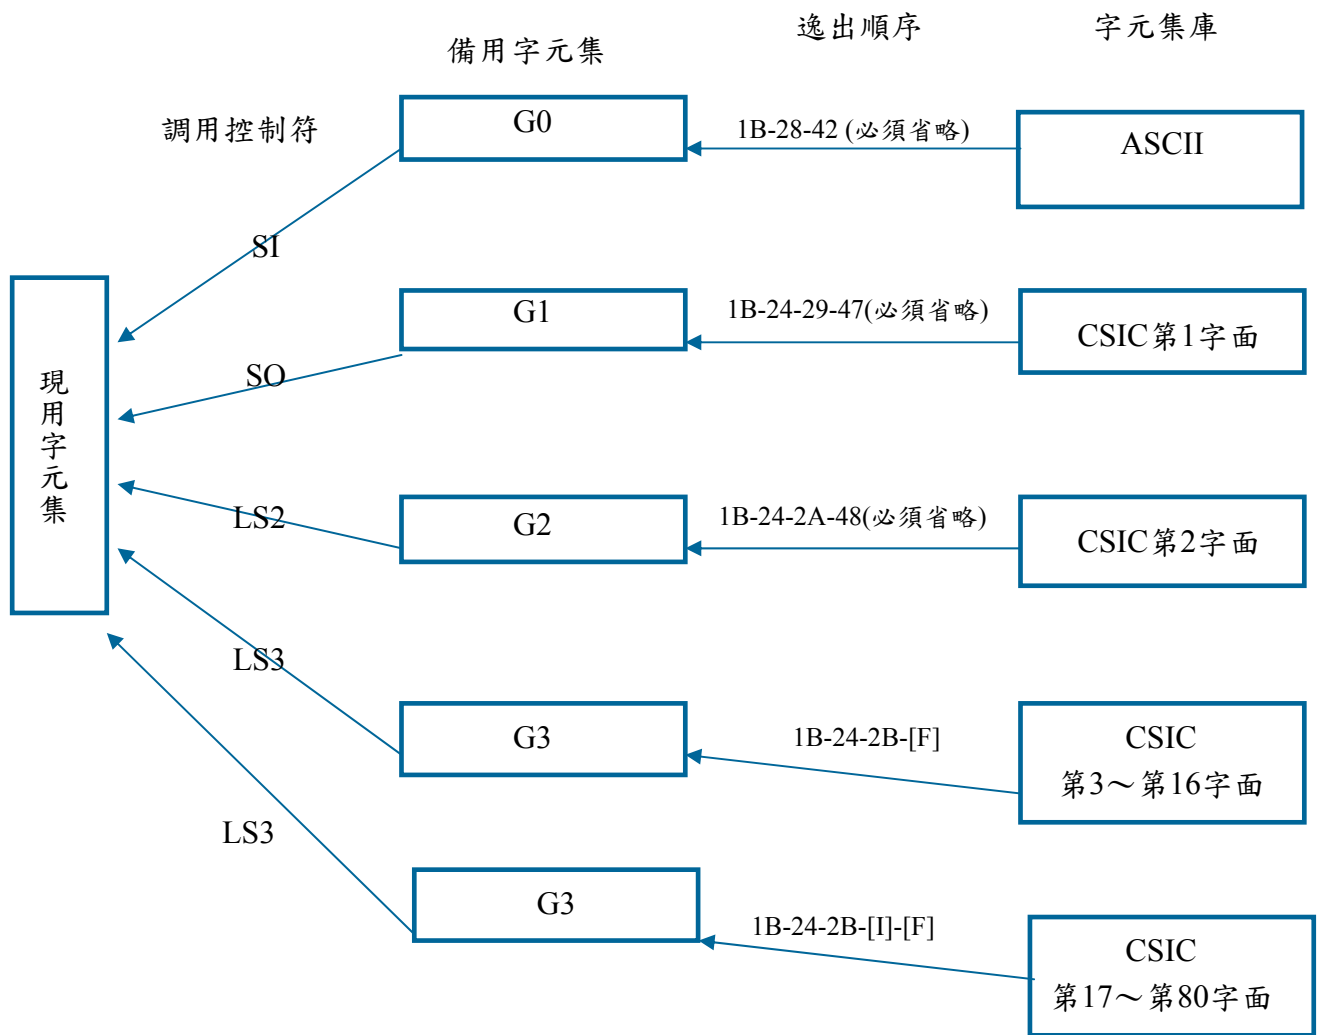 備用字元集
逸出順序
字元集庫
調用控制符
G0
1B-28-42 (必須省略)
ASCII
SI
G1
1B-24-29-47(必須省略)
CSIC第1字面
SO
現用字元集
G2
1B-24-2A-48(必須省略)
CSIC第2字面
LS2
LS3
G3
1B-24-2B-[F]
CSIC
第3～第16字面
LS3
G3
1B-24-2B-[I]-[F]
CSIC
第17～第80字面